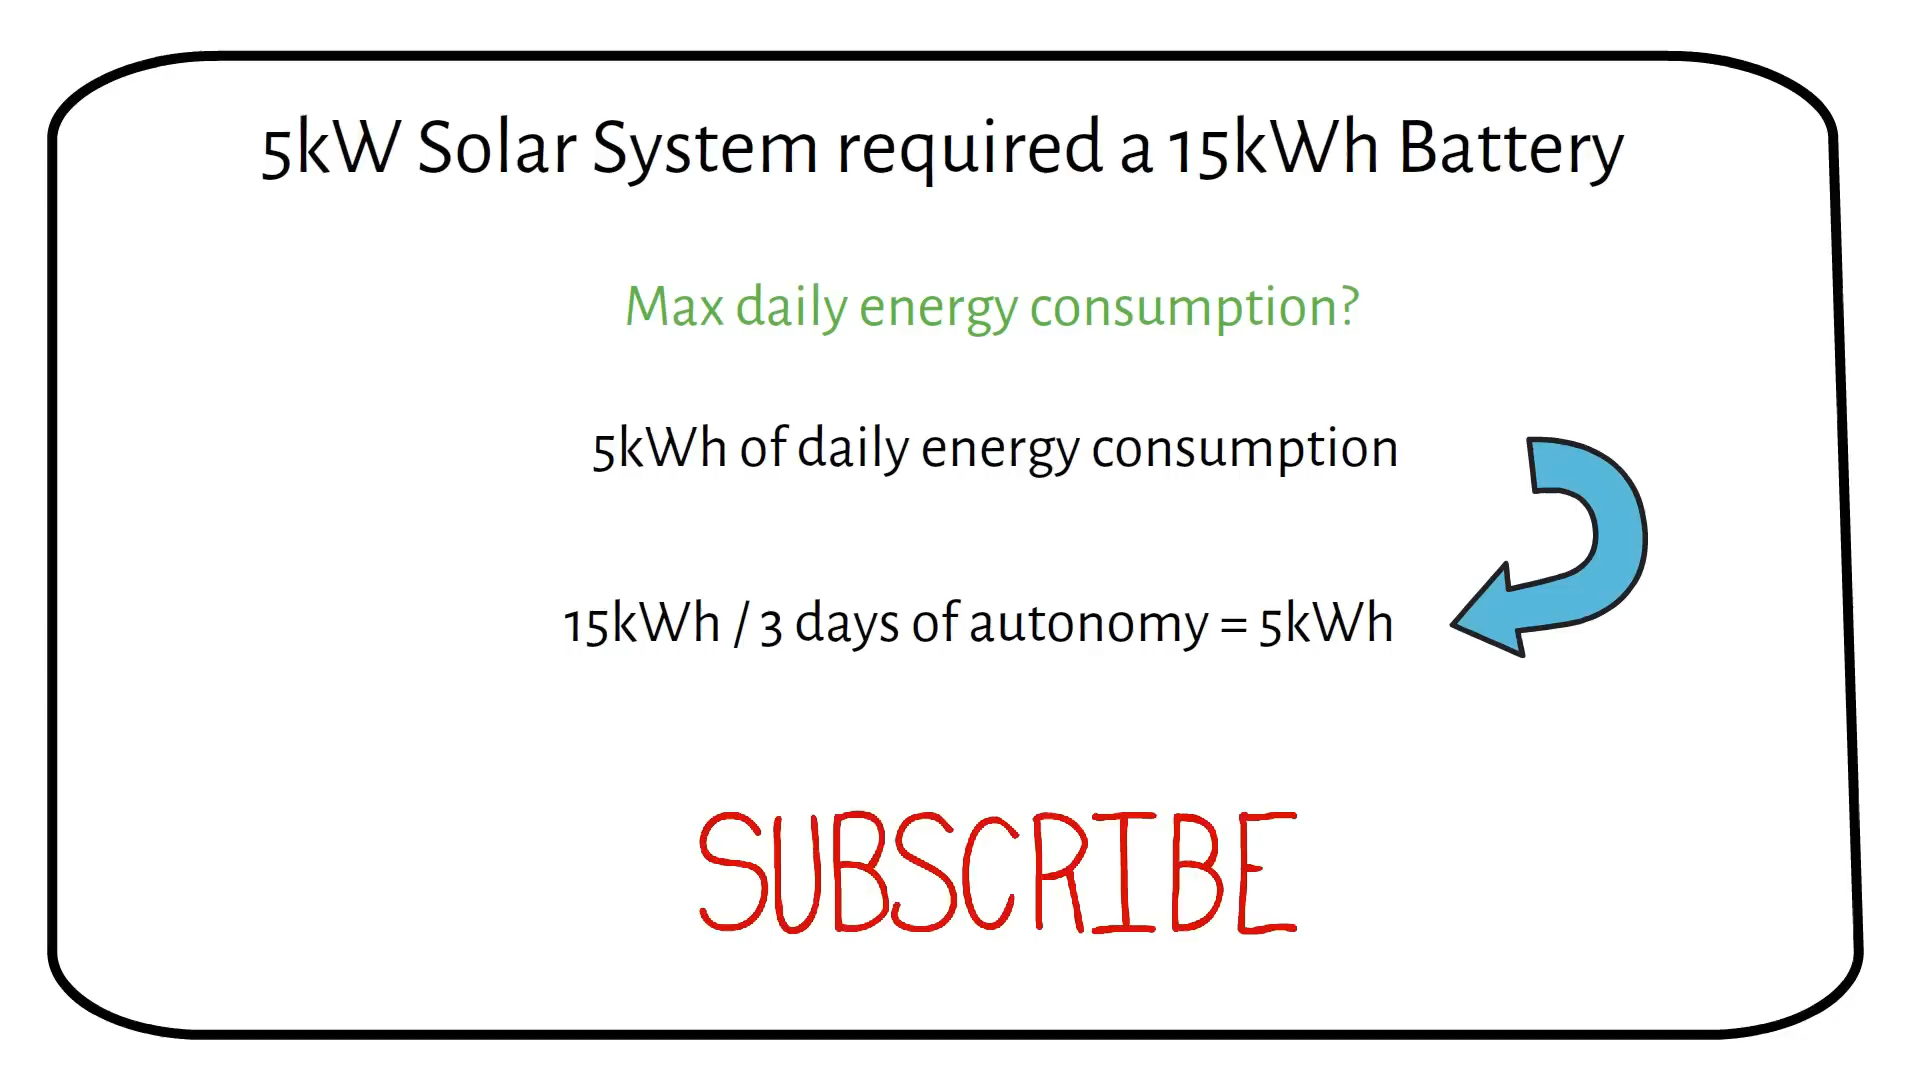 5kW Solar System required a 15kWh Battery
Max daily energy consumption?
5kWh of daily energy consumption
15kWh / 3 days of autonomy = 5kWh
SUBSCRIBE